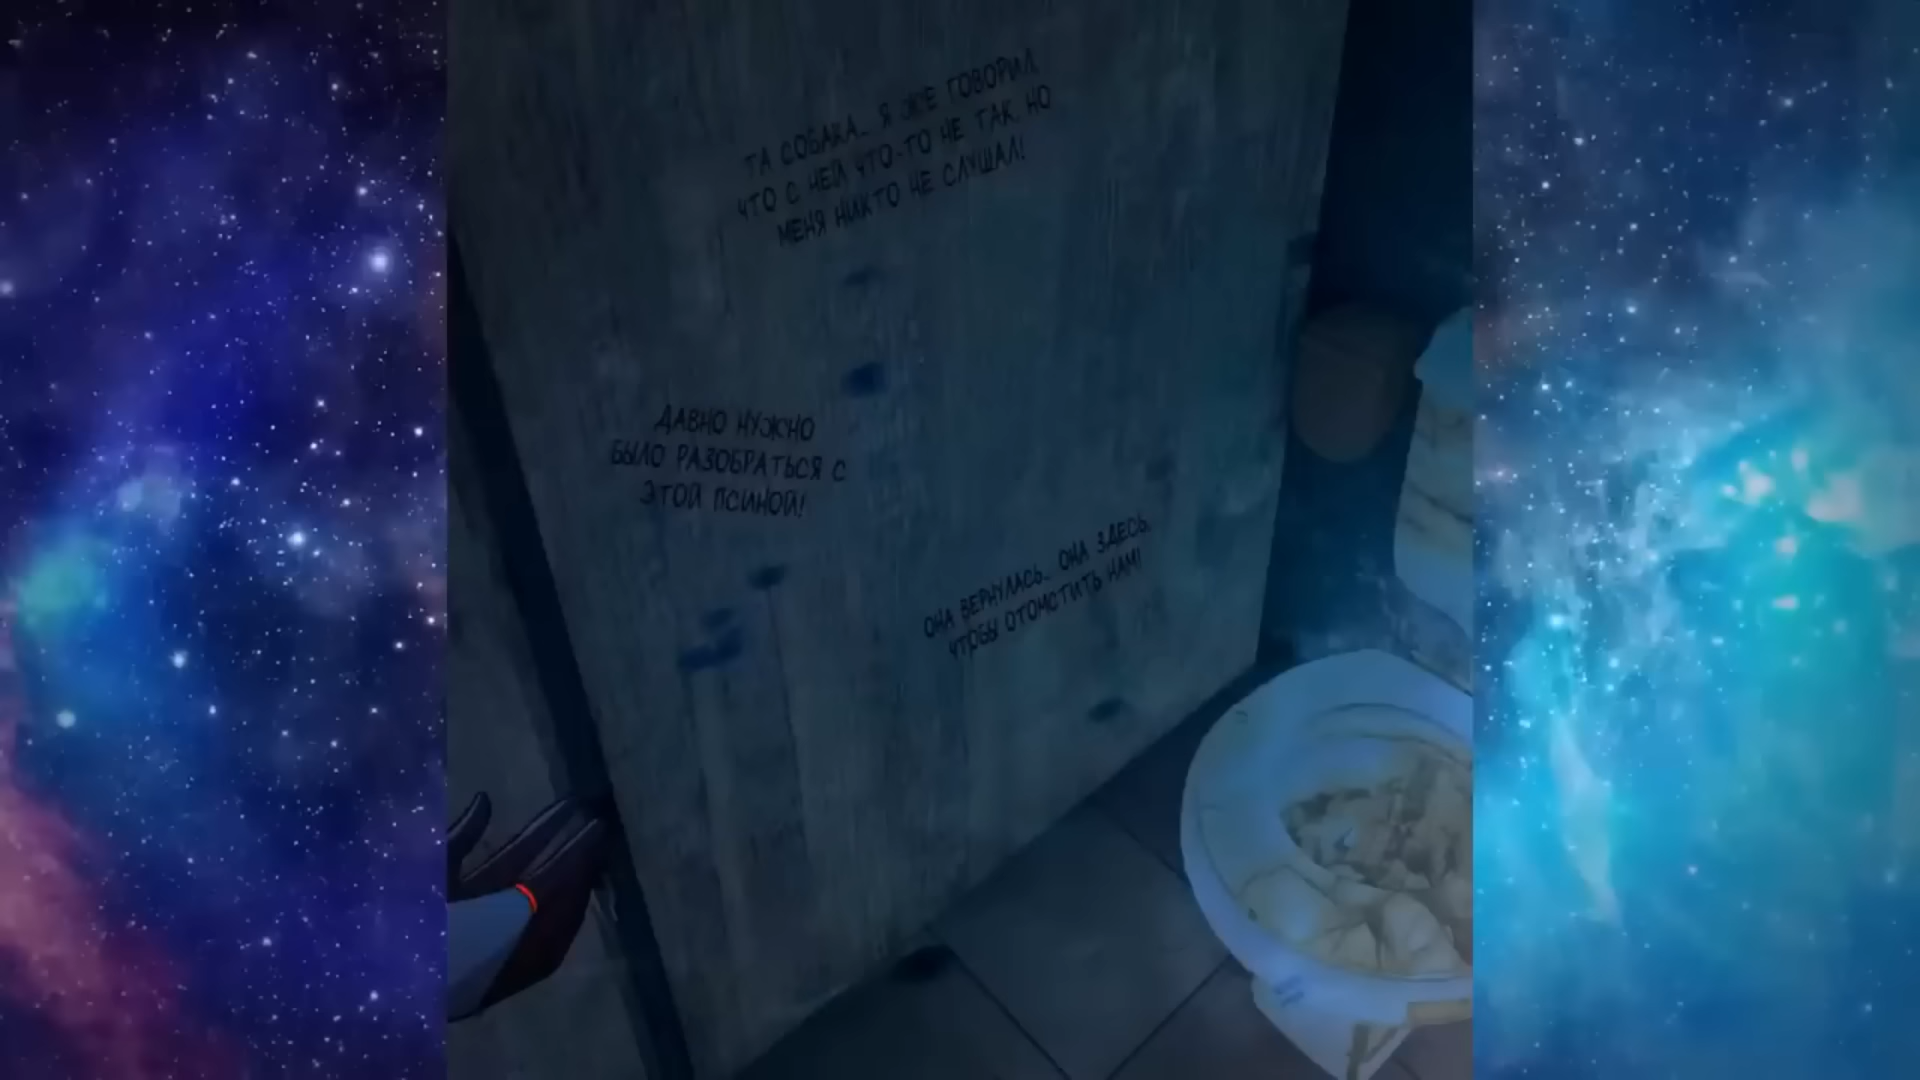 ТА СОБАКА... Я ЖЕ ГОВОРИЛ,
ЧТО С НЕЙ ЧТО-ТО НЕ ТАК, НО
МЕНЯ НИКТО НЕ СЛУШАЛ!
ДАВНО НУЖНО
БЫЛО РАЗОБРАТЬСЯ С
ЭТОЙ ПСИНОЙ!
ОНА ВЕРНУЛАСЬ... ОНА ЗДЕСЬ,
ЧТОБЫ ОТОМСТИТЬ НАМ!